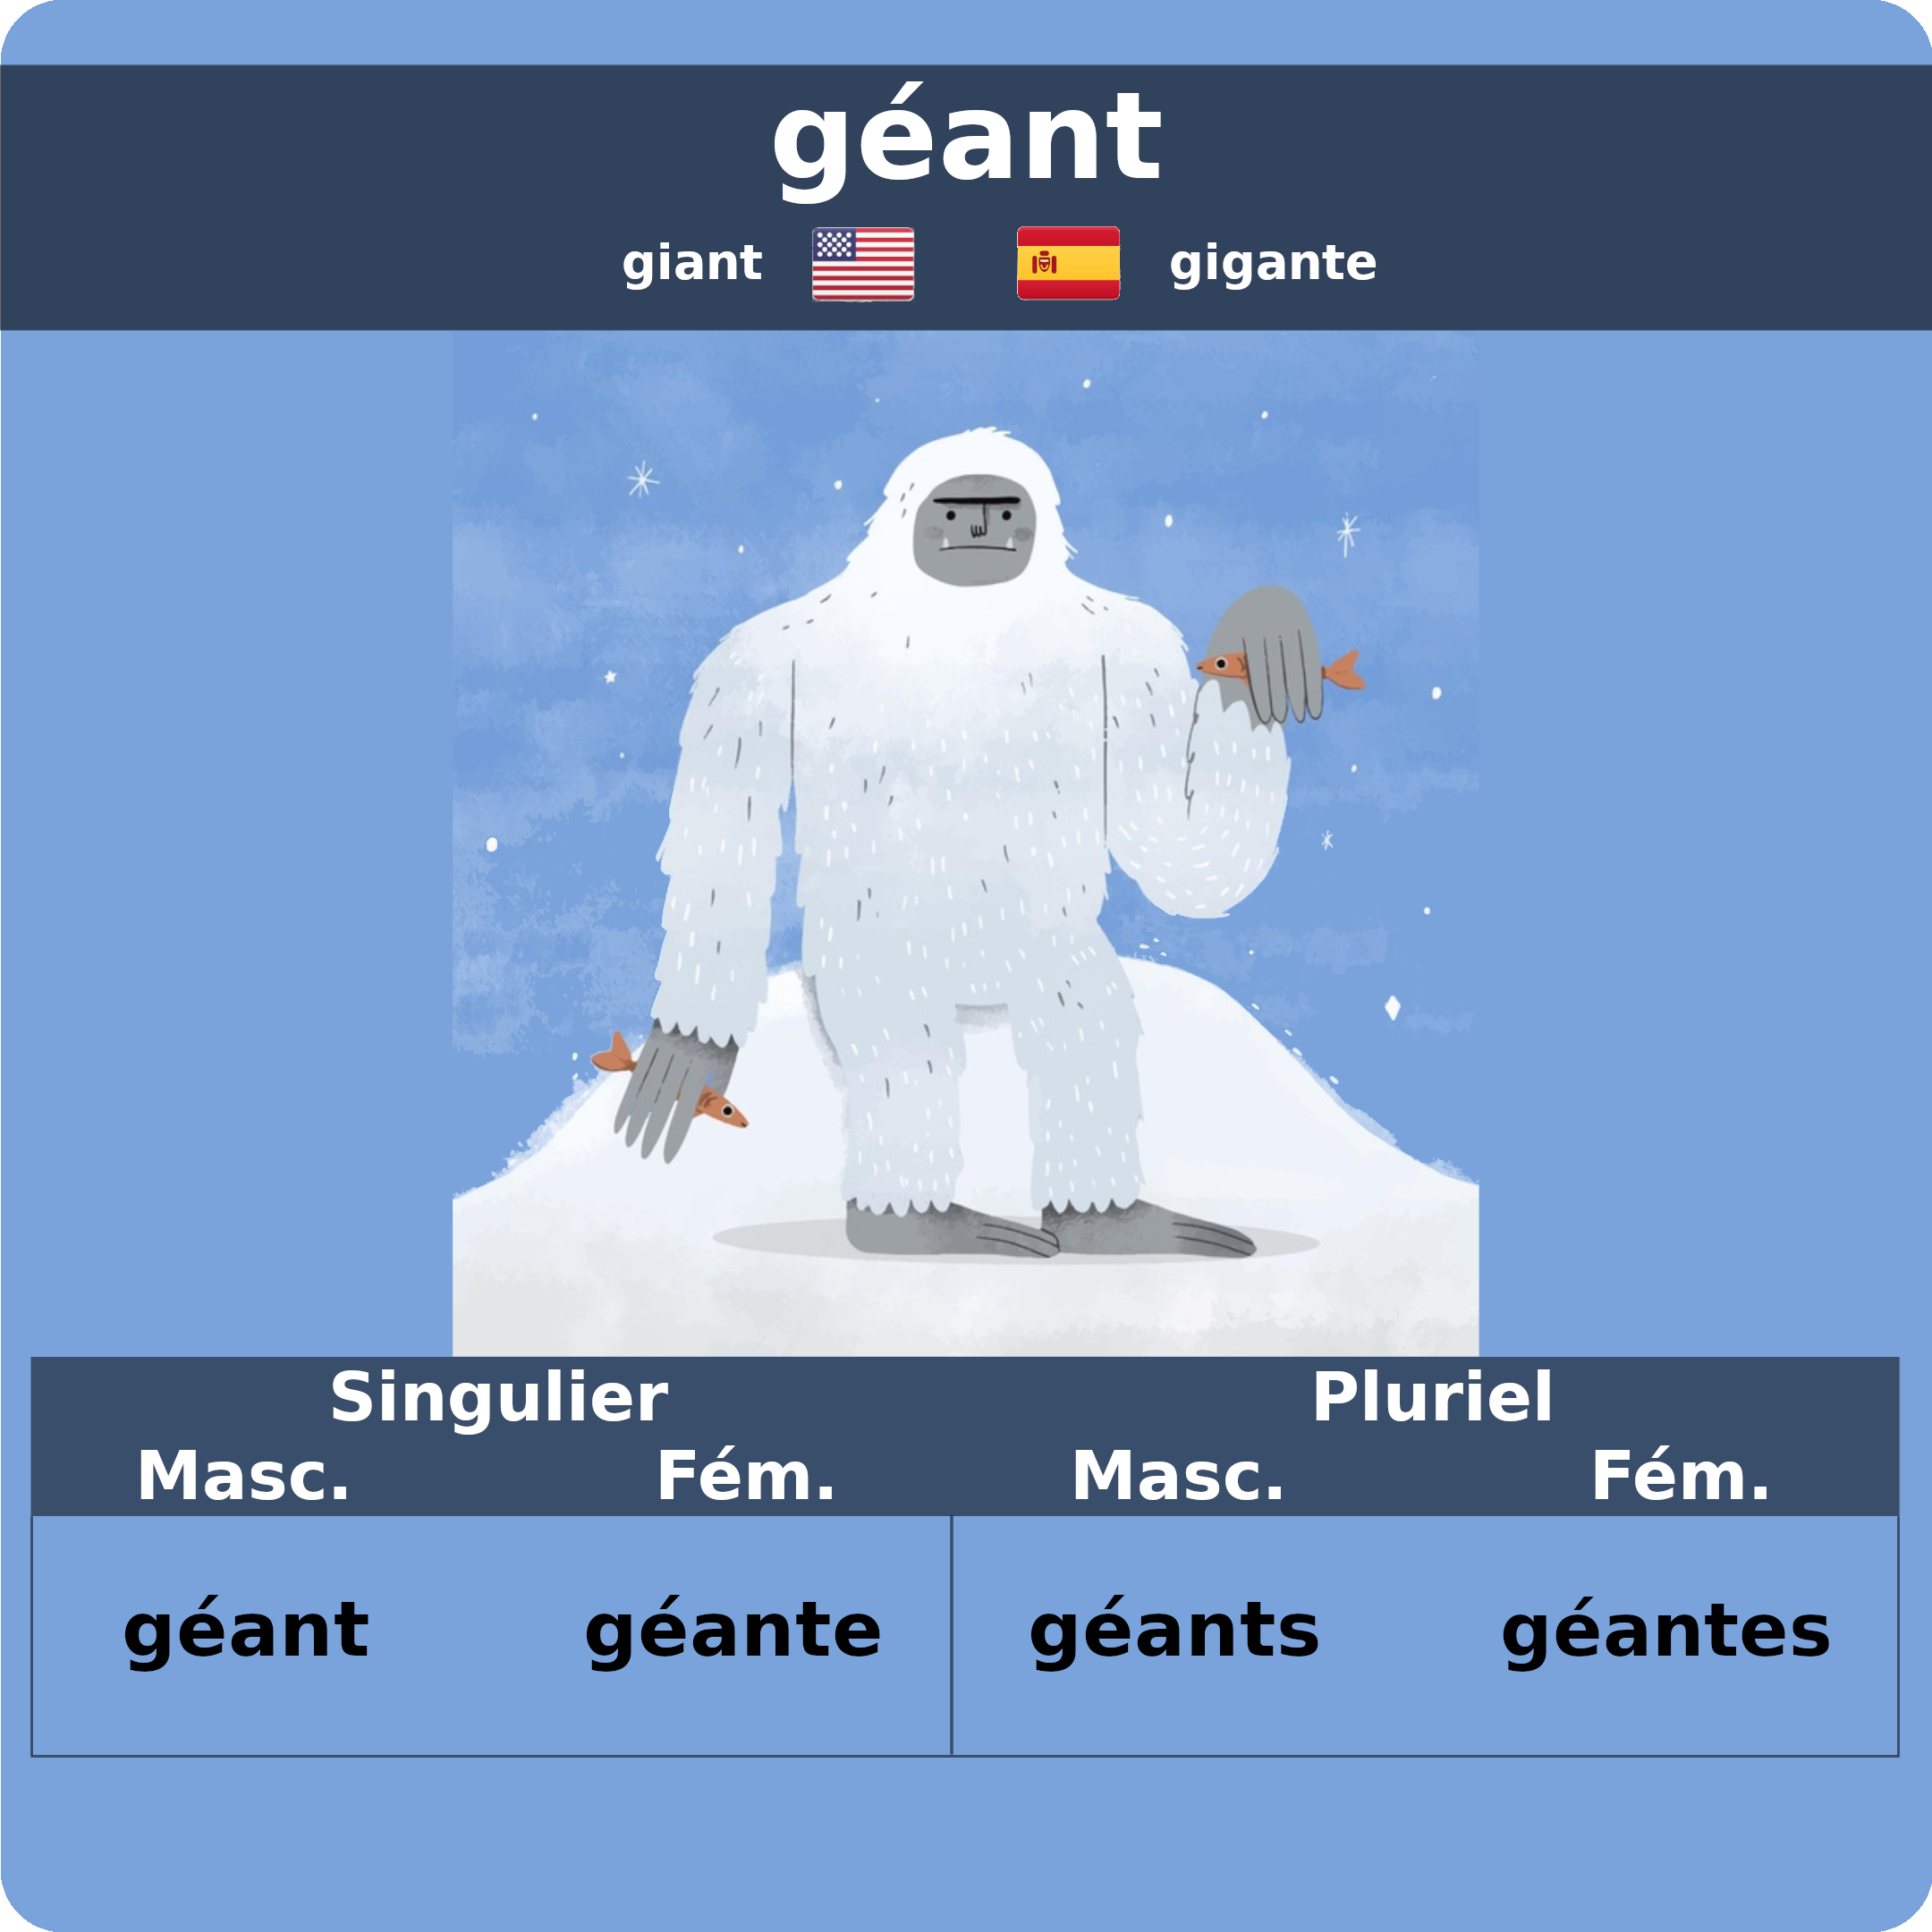 géant
giant gigante
Singulier Pluriel
Masc. Fém. Masc. Fém.
géant géante géants géantes